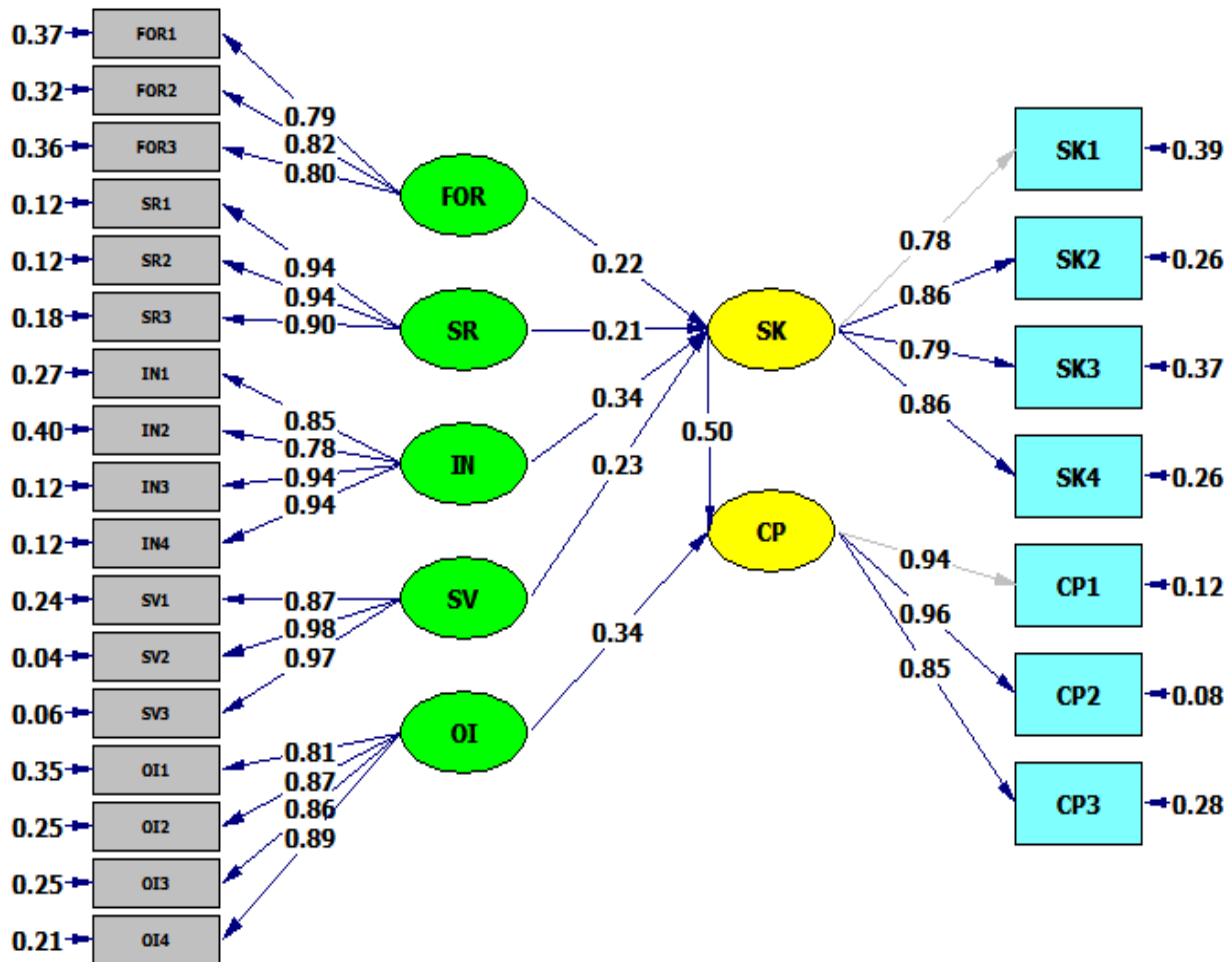 0.37 FOR1
0.32 FOR2
0.36 FOR3
0.12 SR1
0.12 SR2
0.18 SR3
0.27 IN1
0.40 IN2
0.12 IN3
0.12 IN4
0.24 SV1
0.04 SV2
0.06 SV3
0.35 OI1
0.25 OI2
0.25 OI3
0.21 OI4
0.79
0.82
0.80
0.94
0.94
0.90
0.85
0.78
0.94
0.94
0.87
0.98
0.97
0.81
0.87
0.86
0.89
FOR
SR
IN
SV
OI
0.22
0.21
0.34
0.23
0.34
SK
0.50
CP
0.78
0.86
0.79
0.86
0.94
0.96
0.85
SK1 0.39
SK2 0.26
SK3 0.37
SK4 0.26
CP1 0.12
CP2 0.08
CP3 0.28